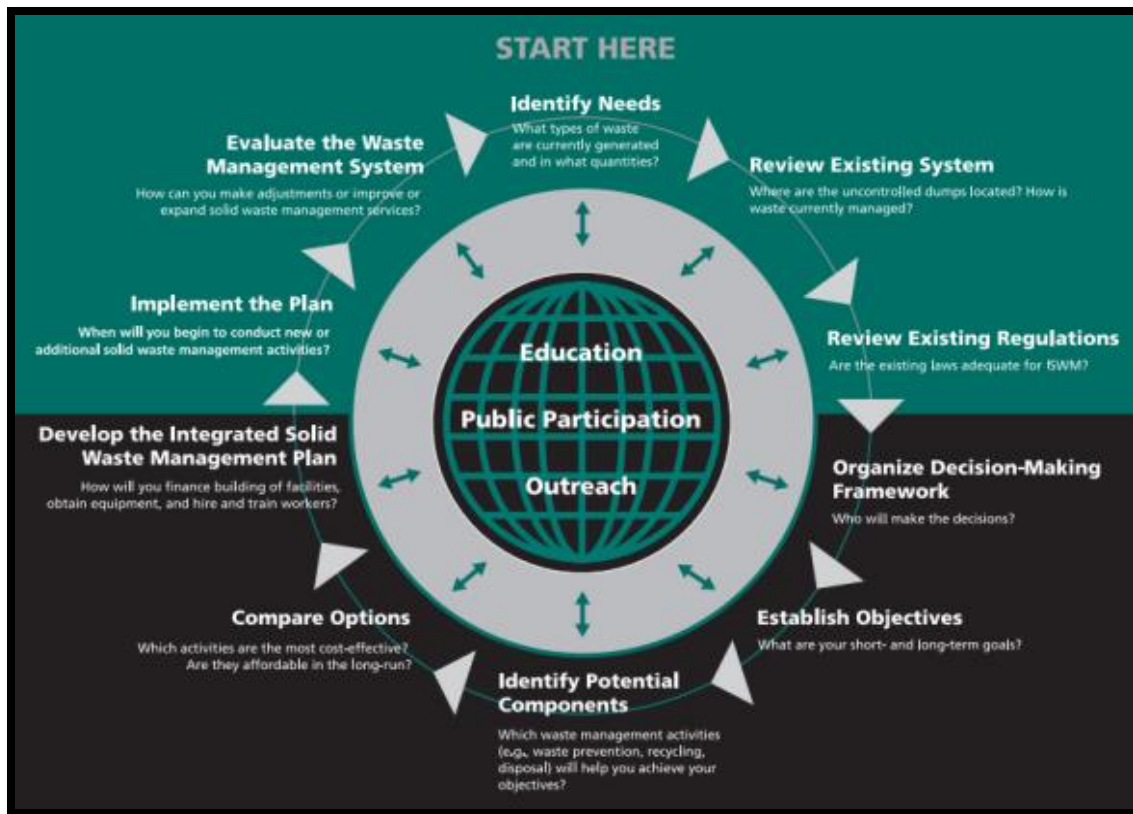 START HERE
Identify Needs
What types of waste
are currently generated
and in what quantities?
Review Existing System
Where are the uncontrolled dumps located? How is
waste currently managed?
Review Existing Regulations
Are the existing laws adequate for ISWM?
Organize Decision-Making
Framework
Who will make the decisions?
Establish Objectives
What are your short- and long-term goals?
Identify Potential
Components
Which waste management activities
(e.g., waste prevention, recycling,
disposal) will help you achieve your
objectives?
Compare Options
Which activities are the most cost-effective?
Are they affordable in the long-run?
Develop the Integrated Solid
Waste Management Plan
How will you finance building of facilities,
obtain equipment, and hire and train workers?
Implement the Plan
When will you begin to conduct new or
additional solid waste management activities?
Evaluate the Waste
Management System
How can you make adjustments or improve or
expand solid waste management services?
Education
Public Participation
Outreach